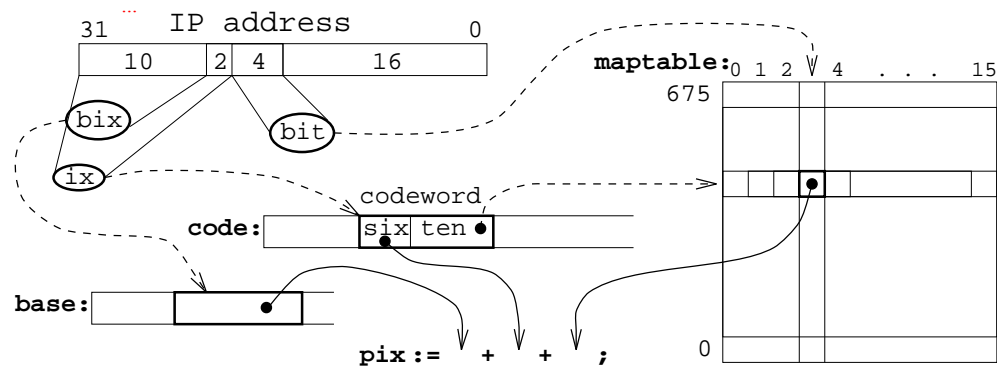 ...
IP address
31 0
10 2 4 16
maptable: 0 1 2 4 . . . 15
675
bix
bit
ix
codeword
code: six ten
base:
pix := + + ;
0